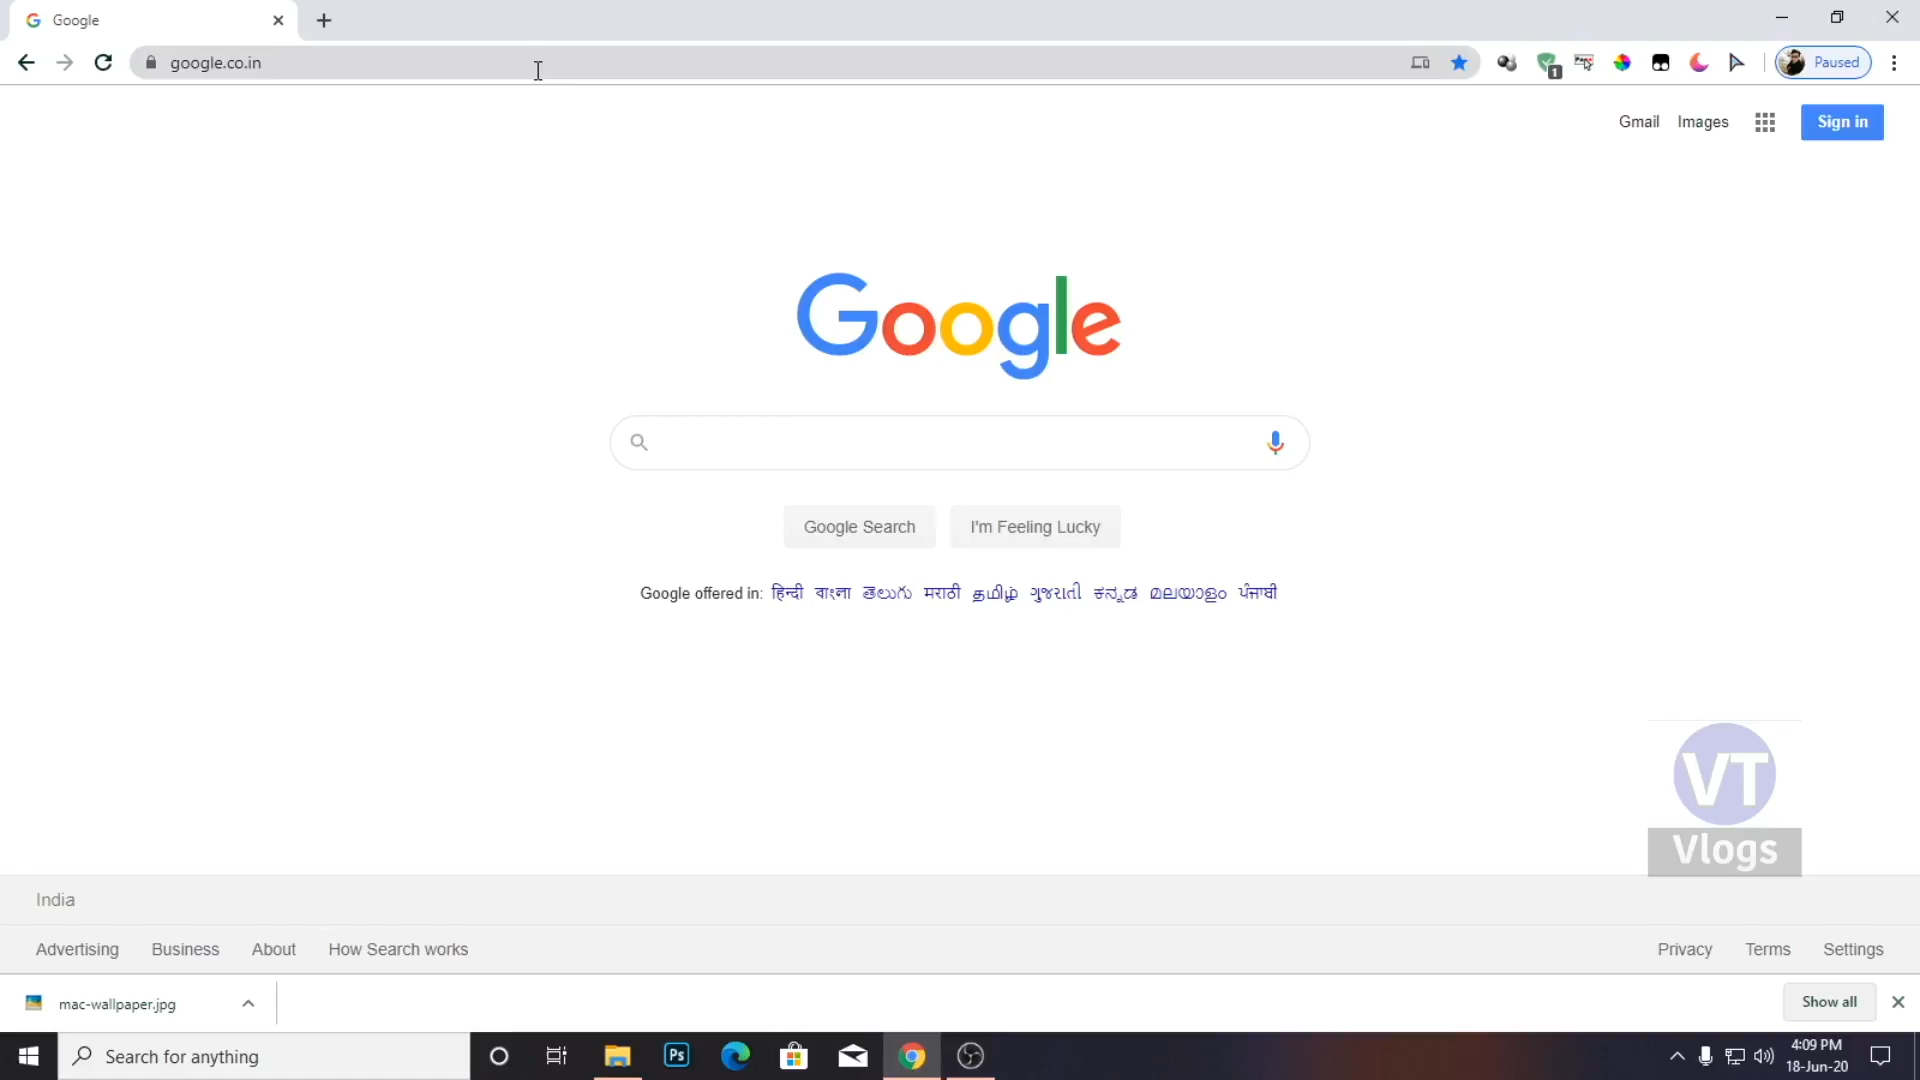 Google
google.co.in
1
Paused
Gmail Images
Sign in
Google
Google Search
I'm Feeling Lucky
Google offered in: हिन्दी বাংলা తెలుగు मराठी தமிழ் ગુજરાતી ಕನ್ನಡ മലയാളം ਪੰਜਾਬੀ
VT
Vlogs
India
Advertising Business About How Search works
Privacy Terms Settings
mac-wallpaper.jpg
Show all
Search for anything
Ps
4:09 PM
18-Jun-20